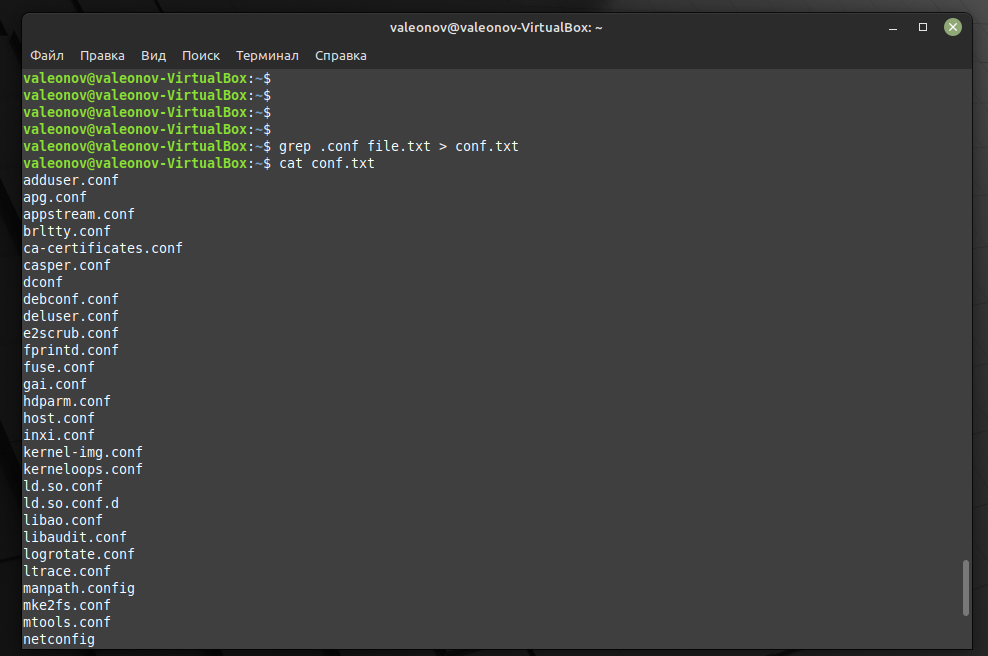 valeonov@valeonov-VirtualBox: ~
Файл Правка Вид Поиск Терминал Справка
valeonov@valeonov-VirtualBox:~$
valeonov@valeonov-VirtualBox:~$
valeonov@valeonov-VirtualBox:~$
valeonov@valeonov-VirtualBox:~$
valeonov@valeonov-VirtualBox:~$ grep .conf file.txt > conf.txt
valeonov@valeonov-VirtualBox:~$ cat conf.txt
adduser.conf
apg.conf
appstream.conf
brltty.conf
ca-certificates.conf
casper.conf
dconf
debconf.conf
deluser.conf
e2scrub.conf
fprintd.conf
fuse.conf
gai.conf
hdparm.conf
host.conf
inxi.conf
kernel-img.conf
kerneloops.conf
ld.so.conf
ld.so.conf.d
libao.conf
libaudit.conf
logrotate.conf
ltrace.conf
manpath.config
mke2fs.conf
mtools.conf
netconfig